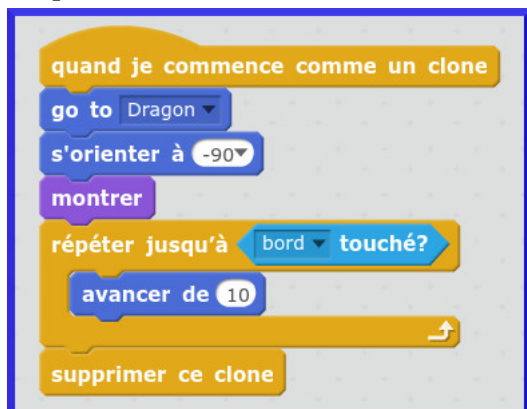 quand je commence comme un clone
go to Dragon
s'orienter à -90
montrer
répéter jusqu'à bord touché?
avancer de 10
supprimer ce clone